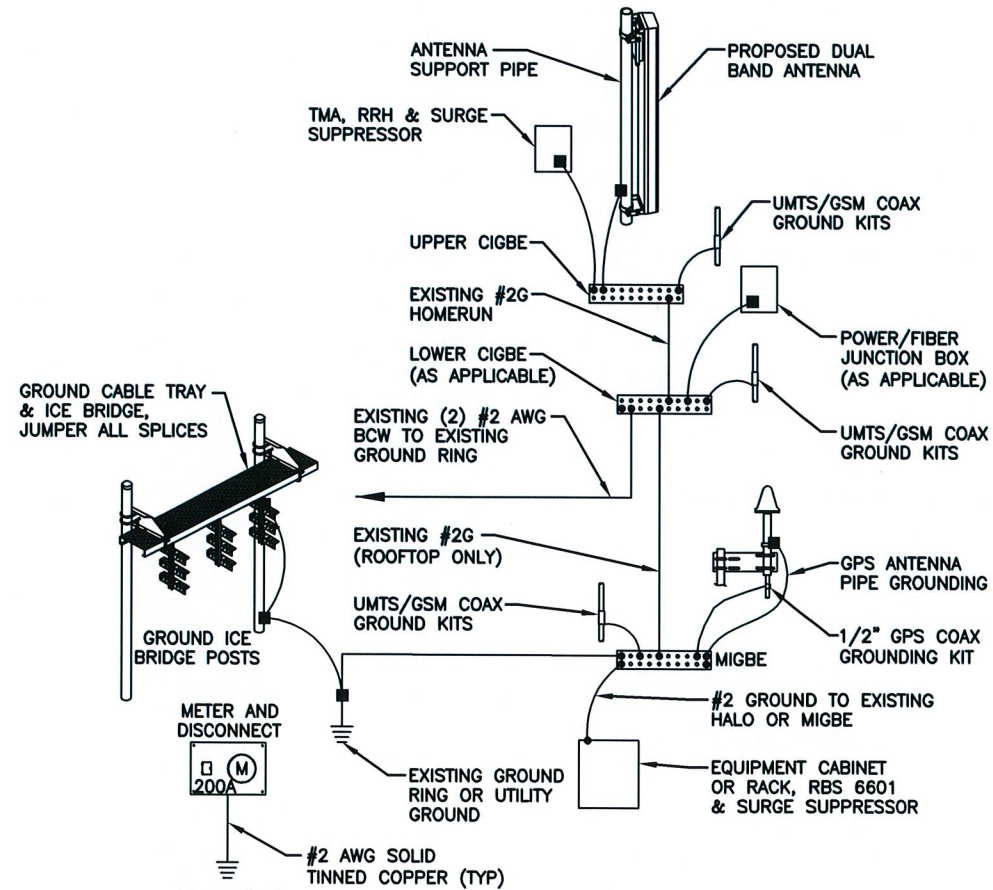 ANTENNA
SUPPORT PIPE
PROPOSED DUAL
BAND ANTENNA
TMA, RRH & SURGE
SUPPRESSOR
UMTS/GSM COAX
GROUND KITS
UPPER CIGBE
EXISTING #2G
HOMERUN
POWER/FIBER
JUNCTION BOX
(AS APPLICABLE)
LOWER CIGBE
(AS APPLICABLE)
GROUND CABLE TRAY
& ICE BRIDGE,
JUMPER ALL SPLICES
EXISTING (2) #2 AWG
BCW TO EXISTING
GROUND RING
UMTS/GSM COAX
GROUND KITS
EXISTING #2G
(ROOFTOP ONLY)
GPS ANTENNA
PIPE GROUNDING
UMTS/GSM COAX
GROUND KITS
1/2" GPS COAX
GROUNDING KIT
GROUND ICE
BRIDGE POSTS
MIGBE
#2 GROUND TO EXISTING
HALO OR MIGBE
METER AND
DISCONNECT
M
200A
EXISTING GROUND
RING OR UTILITY
GROUND
EQUIPMENT CABINET
OR RACK, RBS 6601
& SURGE SUPPRESSOR
#2 AWG SOLID
TINNED COPPER (TYP)